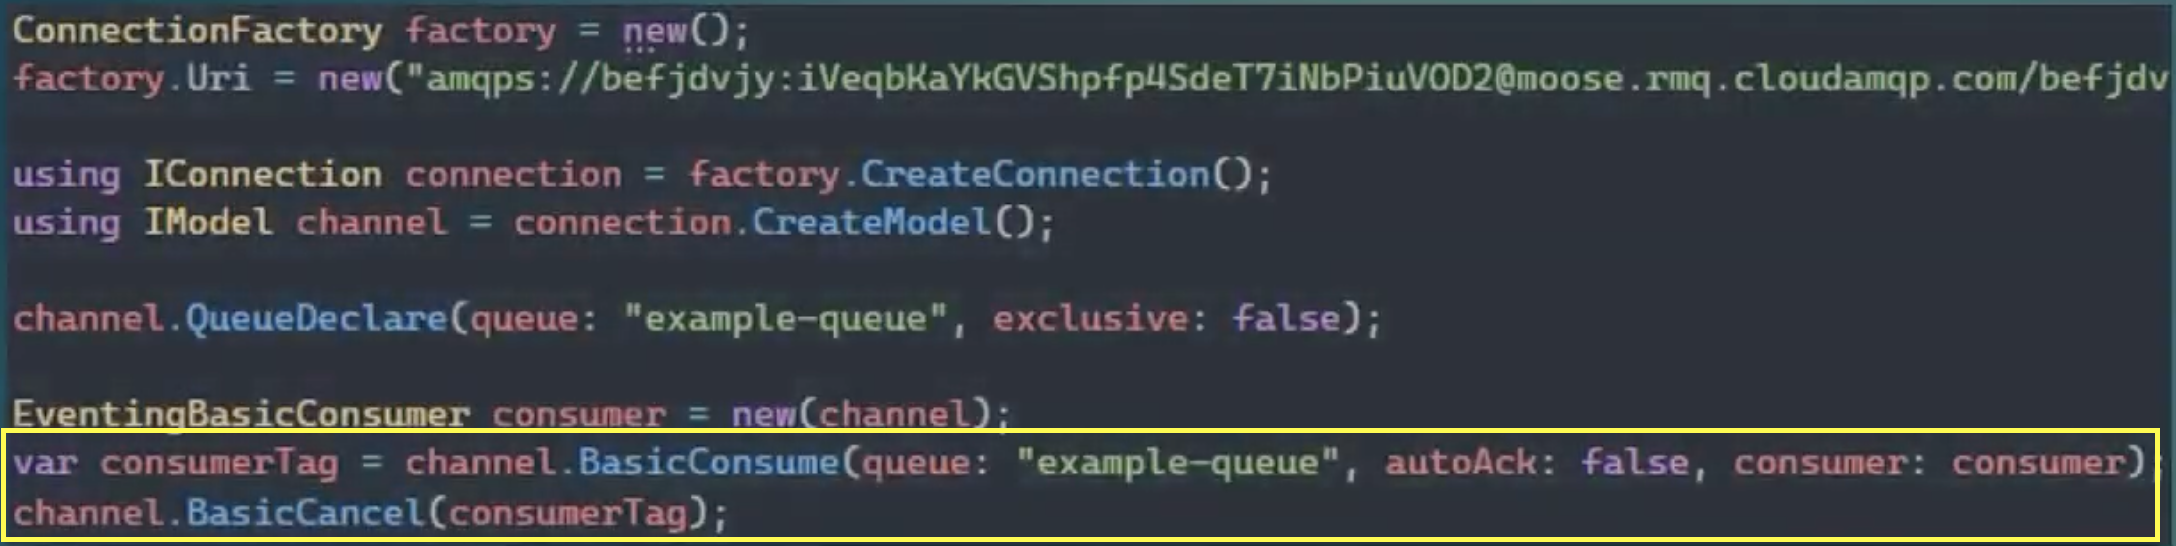 ConnectionFactory factory = new();
factory.Uri = new("amqps://befjdvjy:iVeqbKaYkGVShpfp4SdeT7iNbPiuVOD2@moose.rmq.cloudamqp.com/befjdv
using IConnection connection = factory.CreateConnection();
using IModel channel = connection.CreateModel();
channel.QueueDeclare(queue: "example-queue", exclusive: false);
EventingBasicConsumer consumer = new(channel);
var consumerTag = channel.BasicConsume(queue: "example-queue", autoAck: false, consumer: consumer);
channel.BasicCancel(consumerTag);